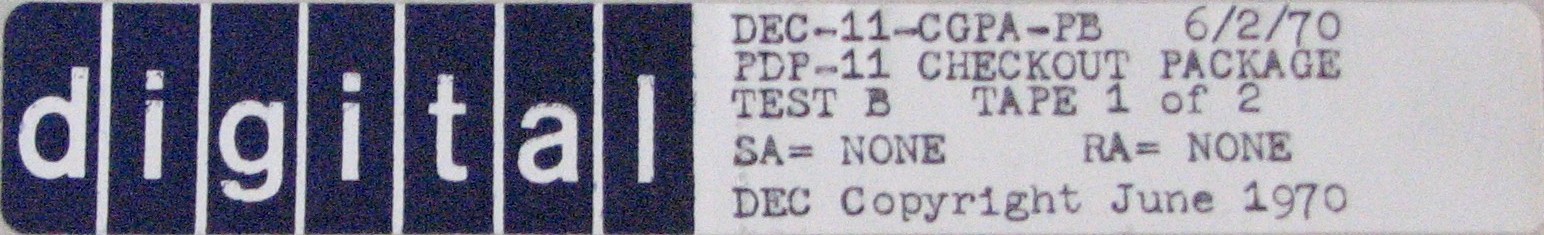 digital
DEC-11-CGPA-PB 6/2/70
PDP-11 CHECKOUT PACKAGE
TEST B TAPE 1 of 2
SA= NONE RA= NONE
DEC Copyright June 1970